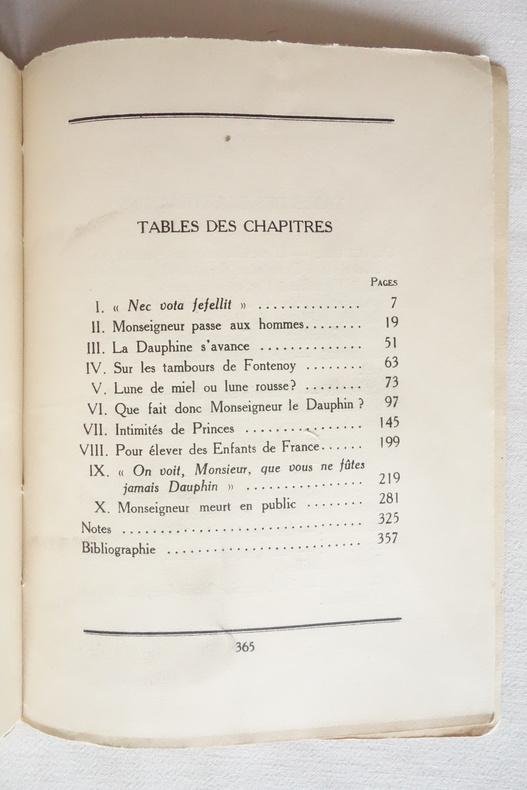 TABLES DES CHAPITRES
PAGES
I. « Nec vota fefellit » .............. 7
II. Monseigneur passe aux hommes........ 19
III. La Dauphine s'avance .............. 51
IV. Sur les tambours de Fontenoy ........ 63
V. Lune de miel ou lune rousse? ........ 73
VI. Que fait donc Monseigneur le Dauphin ? 97
VII. Intimités de Princes ................ 145
VIII. Pour élever des Enfants de France...... 199
IX. « On voit, Monsieur, que vous ne fûtes
jamais Dauphin » ................ 219
X. Monseigneur meurt en public ........ 281
Notes ................................ 325
Bibliographie .......................... 357
365